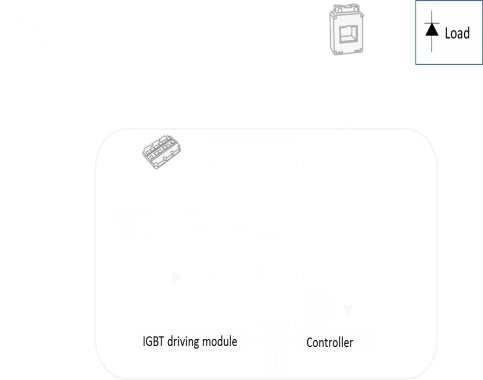 Load
IGBT driving module
Controller